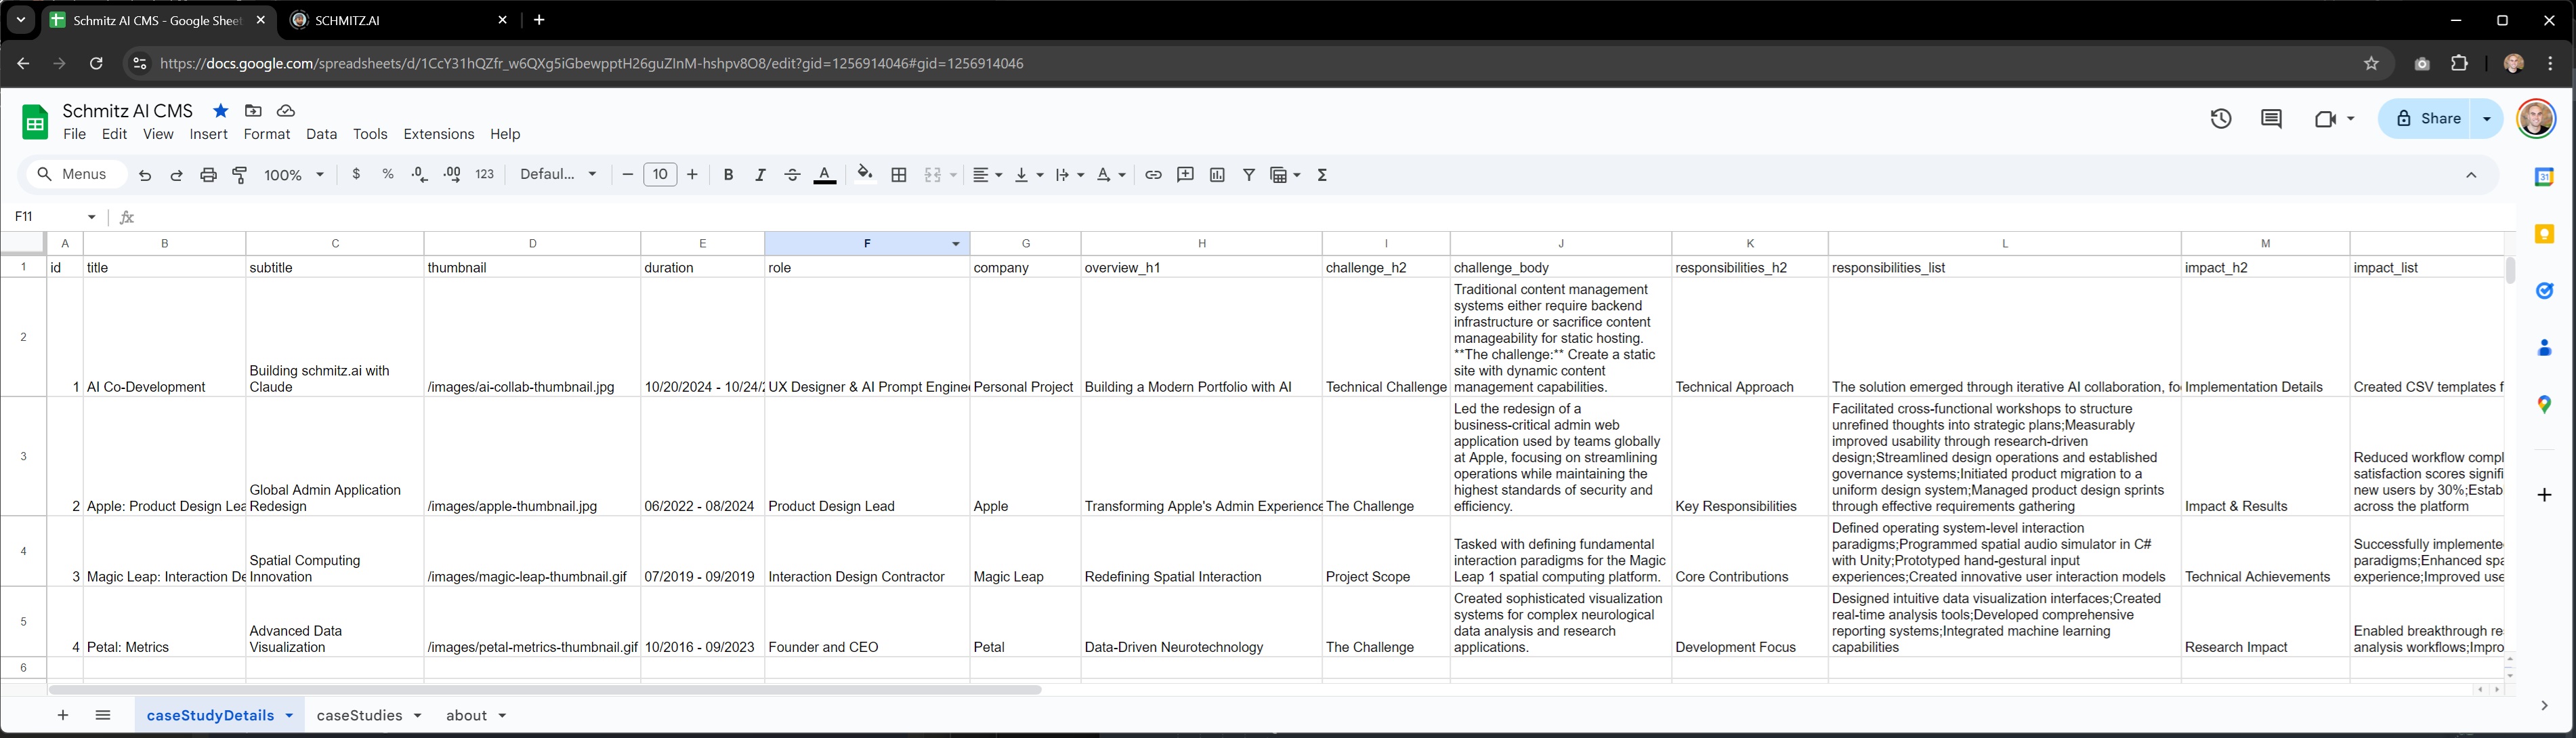 Schmitz AI CMS - Google Sheet
SCHMITZ.AI
https://docs.google.com/spreadsheets/d/1CcY31hQZfr_w6QXg5iGbewpptH26guZInM-hshpv8O8/edit?gid=1256914046#gid=1256914046
Schmitz AI CMS
File Edit View Insert Format Data Tools Extensions Help
Share
Menus 100% $ % .0 .00 123 Defaul... 10 B I S A
31
F11 fx
A B C D E F G H I J K L M
1 id title subtitle thumbnail duration role company overview_h1 challenge_h2 challenge_body responsibilities_h2 responsibilities_list impact_h2 impact_list
2
1
AI Co-Development
Building schmitz.ai with
Claude
/images/ai-collab-thumbnail.jpg
10/20/2024 - 10/24/2
UX Designer & AI Prompt Engine
Personal Project
Building a Modern Portfolio with AI
Technical Challenge
Traditional content management
systems either require backend
infrastructure or sacrifice content
manageability for static hosting.
**The challenge:** Create a static
site with dynamic content
management capabilities.
Technical Approach
The solution emerged through iterative AI collaboration, fo
Implementation Details
Created CSV templates f
3
2
Apple: Product Design Lea
Global Admin Application
Redesign
/images/apple-thumbnail.jpg
06/2022 - 08/2024
Product Design Lead
Apple
Transforming Apple's Admin Experience
The Challenge
Led the redesign of a
business-critical admin web
application used by teams globally
at Apple, focusing on streamlining
operations while maintaining the
highest standards of security and
efficiency.
Key Responsibilities
Facilitated cross-functional workshops to structure
unrefined thoughts into strategic plans;Measurably
improved usability through research-driven
design;Streamlined design operations and established
governance systems;Initiated product migration to a
uniform design system;Managed product design sprints
through effective requirements gathering
Impact & Results
Reduced workflow compl
satisfaction scores signifi
new users by 30%;Estab
across the platform
4
3
Magic Leap: Interaction De
Spatial Computing
Innovation
/images/magic-leap-thumbnail.gif
07/2019 - 09/2019
Interaction Design Contractor
Magic Leap
Redefining Spatial Interaction
Project Scope
Tasked with defining fundamental
interaction paradigms for the Magic
Leap 1 spatial computing platform.
Core Contributions
Defined operating system-level interaction
paradigms;Programmed spatial audio simulator in C#
with Unity;Prototyped hand-gestural input
experiences;Created innovative user interaction models
Technical Achievements
Successfully implemente
paradigms;Enhanced spa
experience;Improved use
5
4
Petal: Metrics
Advanced Data
Visualization
/images/petal-metrics-thumbnail.gif
10/2016 - 09/2023
Founder and CEO
Petal
Data-Driven Neurotechnology
The Challenge
Created sophisticated visualization
systems for complex neurological
data analysis and research
applications.
Development Focus
Designed intuitive data visualization interfaces;Created
real-time analysis tools;Developed comprehensive
reporting systems;Integrated machine learning
capabilities
Research Impact
Enabled breakthrough re
analysis workflows;Impro
6
caseStudyDetails caseStudies about